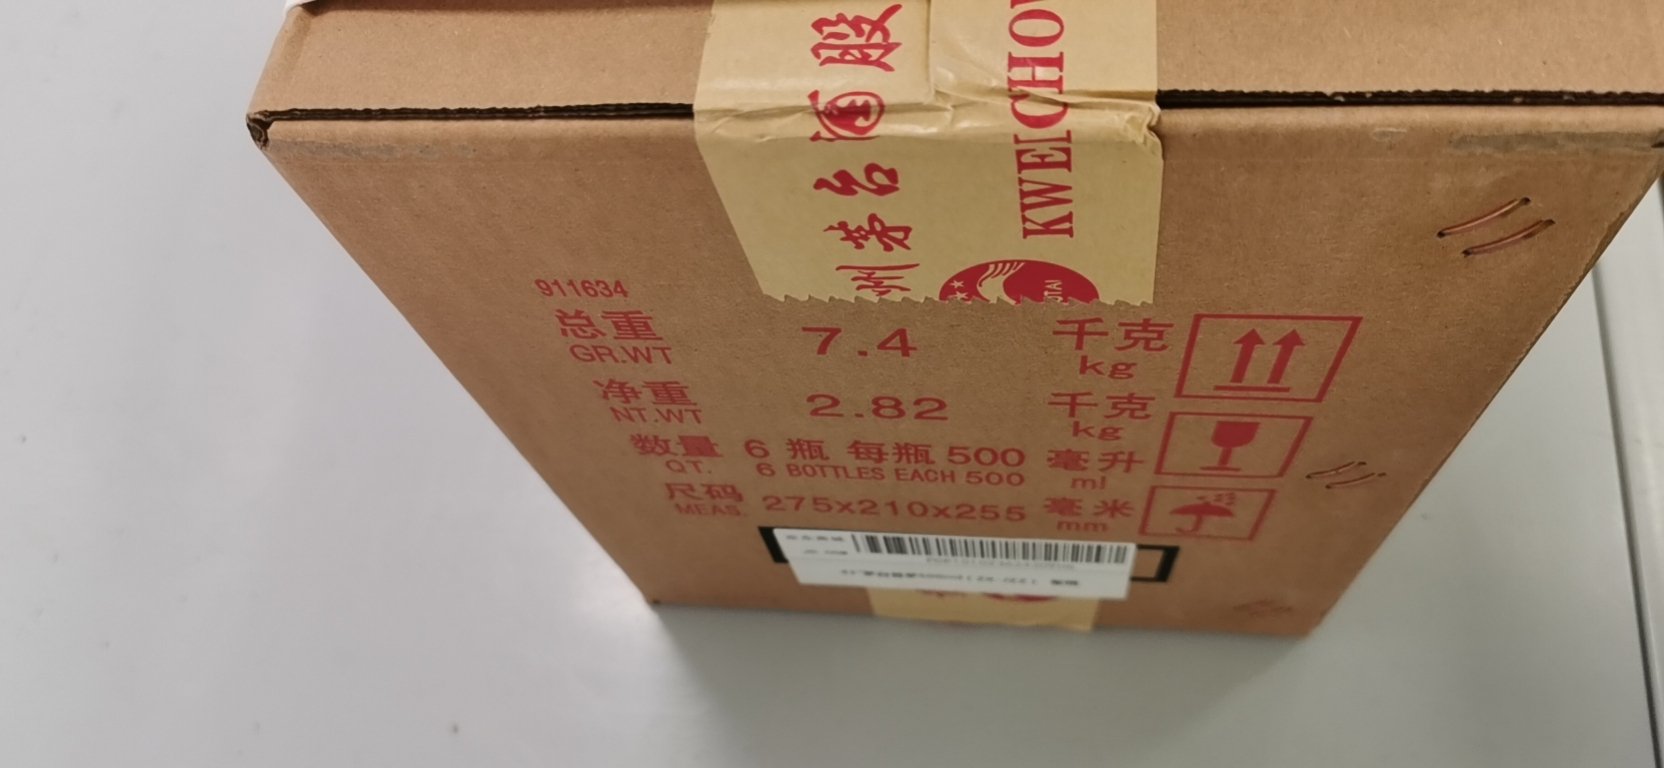 州茅台酒股
KWEICHOW
911634
总重 7.4 千克
GR.WT kg
净重 2.82 千克
NT.WT kg
数量 6 瓶 每瓶 500 毫升
QT. 6 BOTTLES EACH 500 ml
尺码 275x210x255 毫米
MEAS. mm